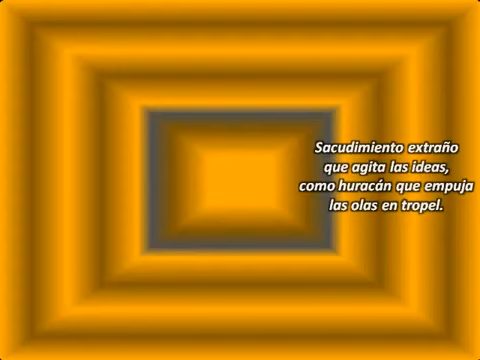 Sacudimiento extraño
que agita las ideas,
como huracán que empuja
las olas en tropel.